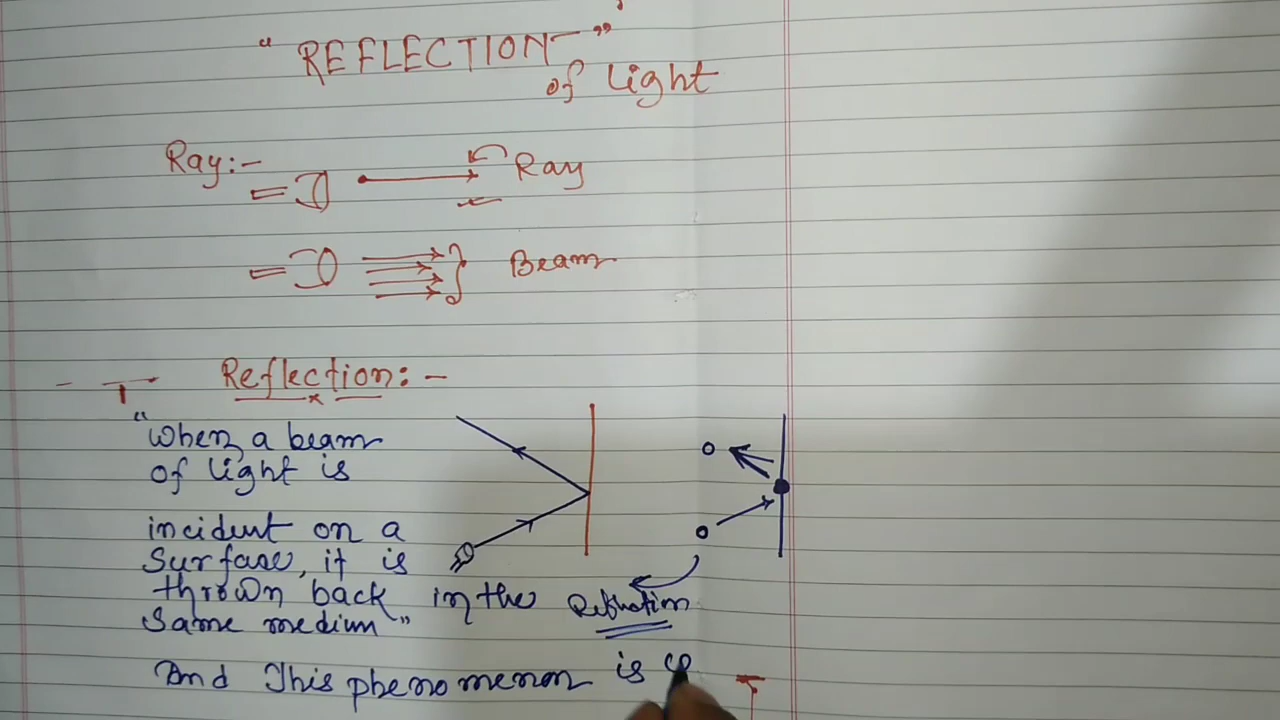 " REFLECTION "
of light
Ray:- Ray
Beam
Reflection: -
"When a beam
of light is
incident on a
Surface, it is
thrown back in the
Same medium"
And This phenomenon is